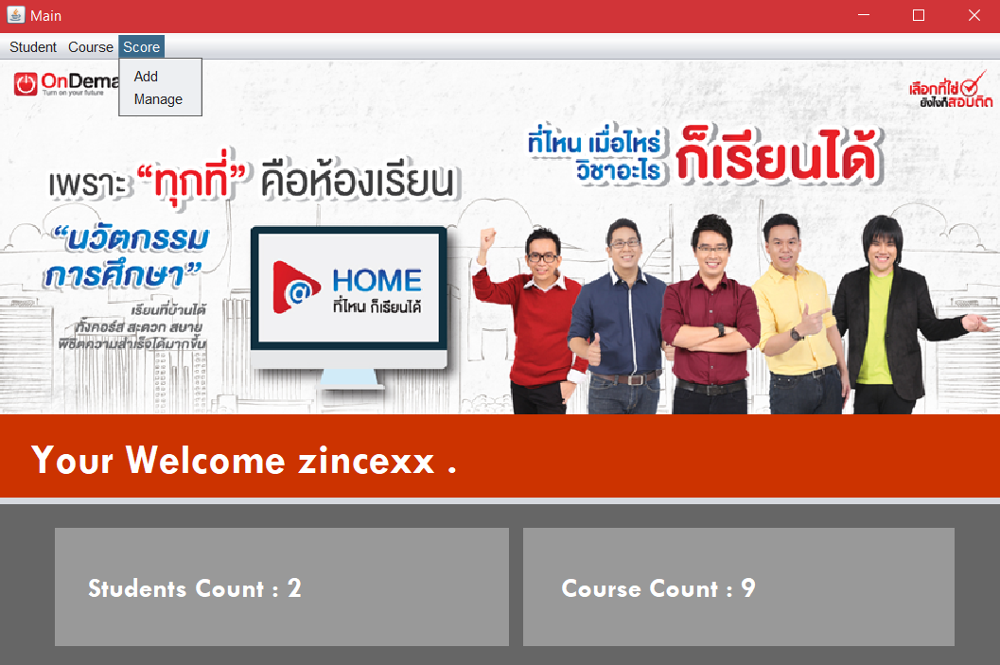 Main
Student Course Score
Add
Manage
OnDema
Turn on your future
เลือกที่ใช่
ยังไงก็สอบติด
ที่ไหน เมื่อไหร่
วิชาอะไร
ก็เรียนได้
เพราะ “ทุกที่” คือห้องเรียน
“นวัตกรรม
การศึกษา”
เรียนที่บ้านได้
ทั้งคอร์ส สะดวก สบาย
พิชิตความสำเร็จได้มากขึ้น
@ HOME
ที่ไหน ก็เรียนได้
Your Welcome zincexx .
Students Count : 2
Course Count : 9